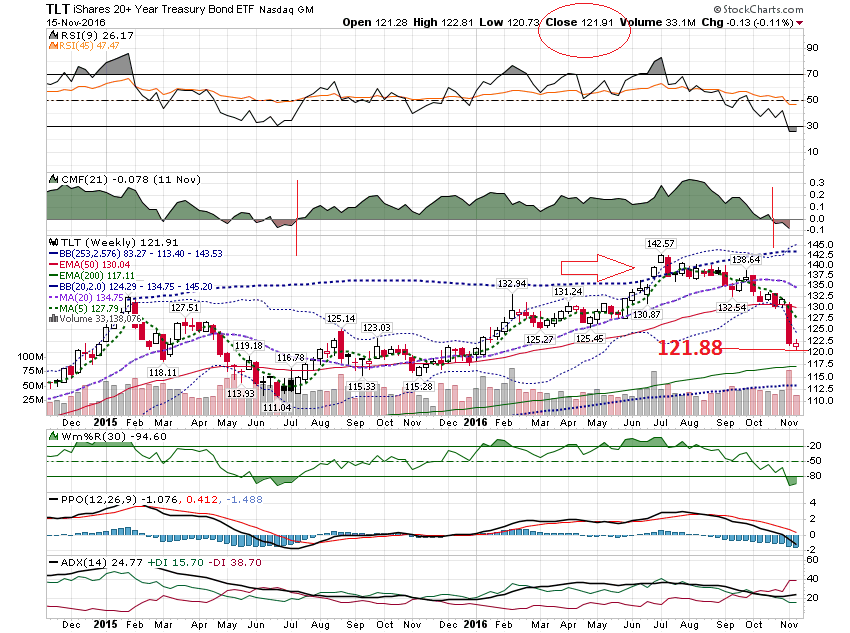 TLT iShares 20+ Year Treasury Bond ETF Nasdaq GM
© StockCharts.com
15-Nov-2016
Open 121.28 High 122.81 Low 120.73 Close 121.91 Volume 33.1M Chg -0.13 (-0.11%)
RSI(9) 26.17
RSI(45) 47.47
90
70
50
30
10
CMF(21) -0.078 (11 Nov)
0.3
0.2
0.1
0.0
-0.1
TLT (Weekly) 121.91
BB(253,2.576) 83.27 - 113.40 - 143.53
EMA(50) 130.04
EMA(200) 117.11
BB(20,2.0) 124.29 - 134.75 - 145.20
MA(20) 134.75
MA(5) 127.79
Volume 33,138,076
142.57
138.64
132.94
131.24
130.87
132.54
127.51
125.14
123.03
125.27
125.45
119.18
116.78
118.11
115.33
115.28
113.93
111.04
121.88
145.0
142.5
140.0
137.5
135.0
132.5
130.0
127.5
125.0
122.5
120.0
117.5
115.0
112.5
110.0
100M
75M
50M
25M
Dec 2015 Feb Mar Apr May Jun Jul Aug Sep Oct Nov Dec 2016 Feb Mar Apr May Jun Jul Aug Sep Oct Nov
Wm%R(30) -94.60
-20
-50
-80
PPO(12,26,9) -1.076, 0.412, -1.488
4
2
0
-2
ADX(14) 24.77 +DI 15.70 -DI 38.70
60
40
20
Dec 2015 Feb Mar Apr May Jun Jul Aug Sep Oct Nov Dec 2016 Feb Mar Apr May Jun Jul Aug Sep Oct Nov